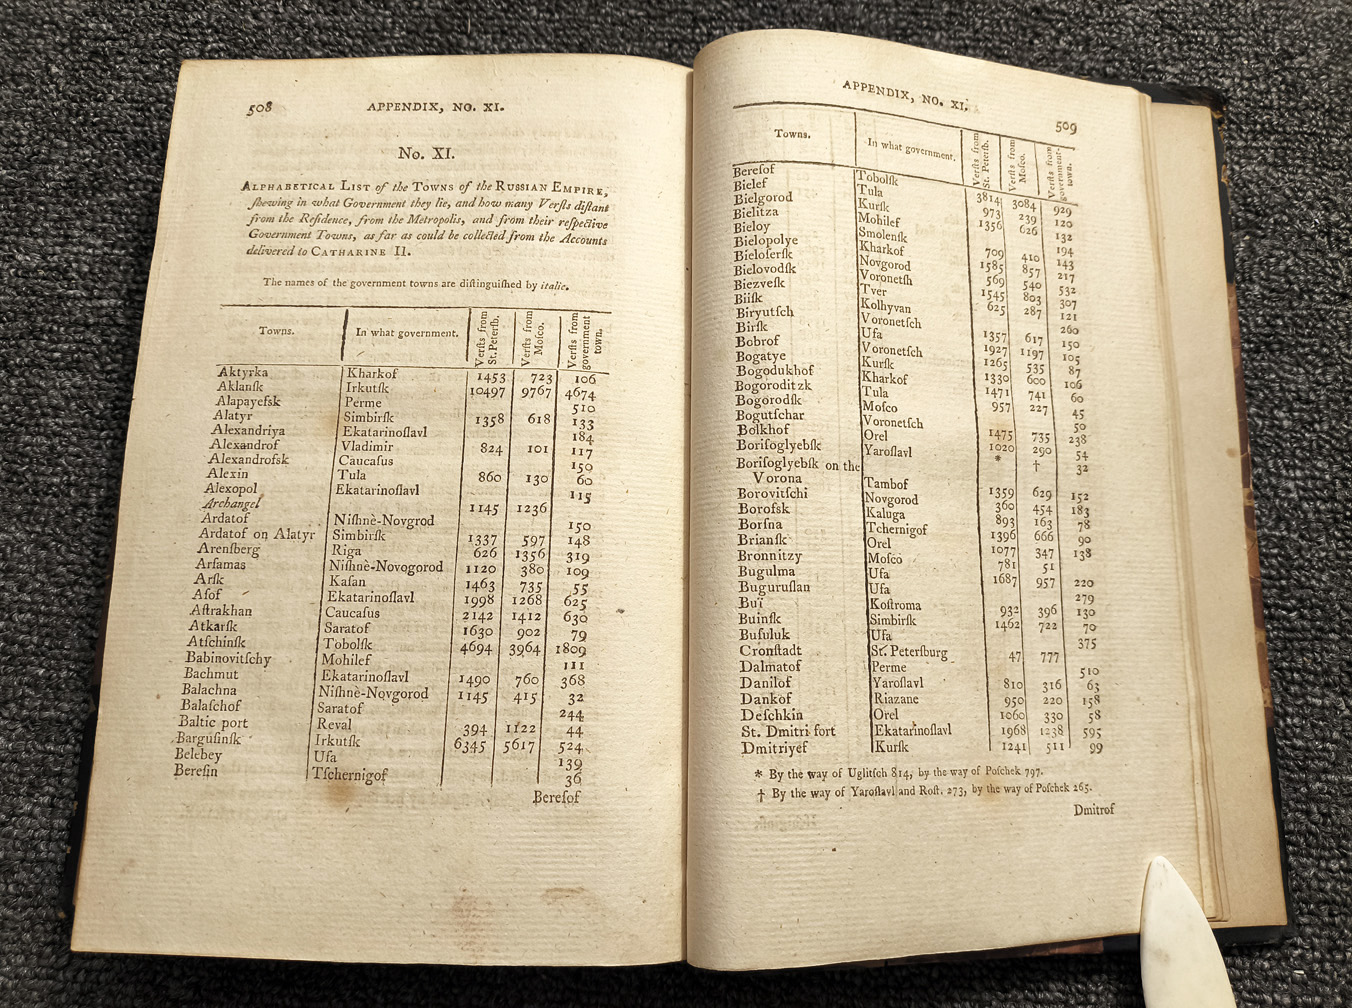 508 APPENDIX, NO. XI.
No. XI.
ALPHABETICAL LIST of the TOWNS of the RUSSIAN EMPIRE,
ſhewing in what Government they lie, and how many Verſts diſtant
from the Reſidence, from the Metropolis, and from their reſpective
Government Towns, as far as could be collected from the Accounts
delivered to CATHARINE II.
The names of the government towns are diſtinguiſhed by italic.
Towns. In what government. Verſts from St. Peterſb. Verſts from Moſco. Verſts from government town.
Aktyrka Kharkof 1453 723 106
Aklanſk Irkutſk 10497 9767 4674
Alapayefsk Perme 510
Alatyr Simbirſk 1358 618 133
Alexandriya Ekatarinoſlavl 184
Alexandrof Vladimir 824 101 117
Alexandrofsk Caucaſus 150
Alexin Tula 860 130 60
Alexopol Ekatarinoſlavl 115
Archangel 1145 1236
Ardatof Niſhnè-Novgrod 150
Ardatof on Alatyr Simbirſk 1337 597 148
Arenſberg Riga 626 1356 319
Arſamas Niſhnè-Novogorod 1120 380 109
Arſk Kaſan 1463 735 55
Aſof Ekatarinoſlavl 1998 1268 625
Aſtrakhan Caucaſus 2142 1412 630
Atkarſk Saratof 1630 902 79
Atſchinſk Tobolſk 4694 3964 1809
Babinovitſchy Mohilef 111
Bachmut Ekatarinoſlavl 1490 760 368
Balachna Niſhnè-Novgorod 1145 415 32
Balaſchof Saratof 244
Baltic port Reval 394 1122 44
Barguſinſk Irkutſk 6345 5617 524
Belebey Ufa 139
Bereſin Tſchernigof 36
Bereſof
APPENDIX, NO. XI. 509
Towns. In what government. Verſts from St. Peterſb. Verſts from Moſco. Verſts from government-town.
Bereſof Tobolſk 3814 3084 929
Bielef Tula 973 239 120
Bielgorod Kurſk 1356 626 132
Bielitza Mohilef 194
Bieloy Smolenſk 709 410 143
Bielopolye Kharkof 1585 857 217
Bieloſerſk Novgorod 569 540 532
Bielovodſk Voronetſh 1545 803 307
Biezveſk Tver 625 287 121
Biiſk Kolhyvan 260
Biryutſch Voronetſch 1357 617 150
Birſk Ufa 1927 1197 105
Bobrof Voronetſch 1265 535 87
Bogatye Kurſk 1330 600 106
Bogodukhof Kharkof 1471 741 60
Bogoroditzk Tula 957 227 45
Bogorodſk Moſco 50
Bogutſchar Voronetſch 1475 735 238
Bolkhof Orel 1020 290 54
Boriſoglyebſk Yaroſlavl * † 32
Boriſoglyebſk on the
Vorona Tambof 1359 629 152
Borovitſchi Novgorod 360 454 183
Borofsk Kaluga 893 163 78
Borſna Tchernigof 1396 666 90
Brianſk Orel 1077 347 138
Bronnitzy Moſco 781 51
Bugulma Ufa 1687 957 220
Buguruſlan Ufa 279
Buï Koſtroma 932 396 130
Buinſk Simbirſk 1462 722 70
Buſuluk Ufa 375
Cronſtadt St. Peterſburg 47 777
Dalmatof Perme 510
Danilof Yaroſlavl 810 316 63
Dankof Riazane 950 220 158
Deſchkin Orel 1060 330 58
St. Dmitri fort Ekatarinoſlavl 1968 1238 595
Dmitriyef Kurſk 1241 511 99
* By the way of Uglitſch 814, by the way of Poſchek 797.
† By the way of Yaroſlavl and Roſt. 273, by the way of Poſchek 265.
Dmitrof